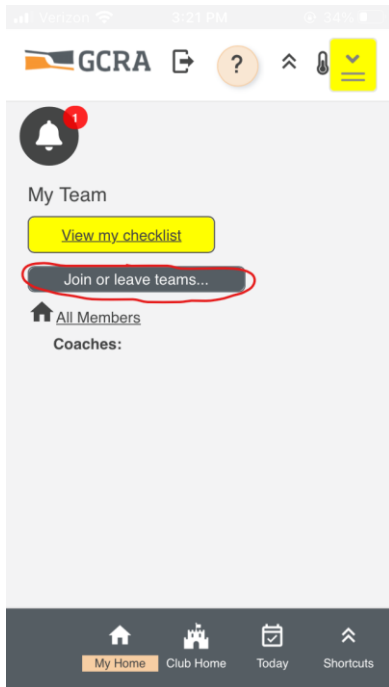 Verizon 3:21 PM 34%
GCRA ?
1
My Team
View my checklist
Join or leave teams...
All Members
Coaches:
My Home Club Home Today Shortcuts